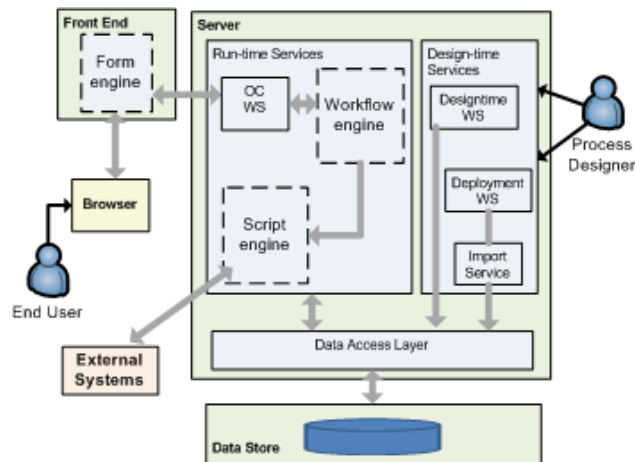 Front End
Form
engine
Browser
End User
External
Systems
Server
Run-time Services
OC
WS
Workflow
engine
Script
engine
Design-time
Services
Designtime
WS
Deployment
WS
Import
Service
Process
Designer
Data Access Layer
Data Store